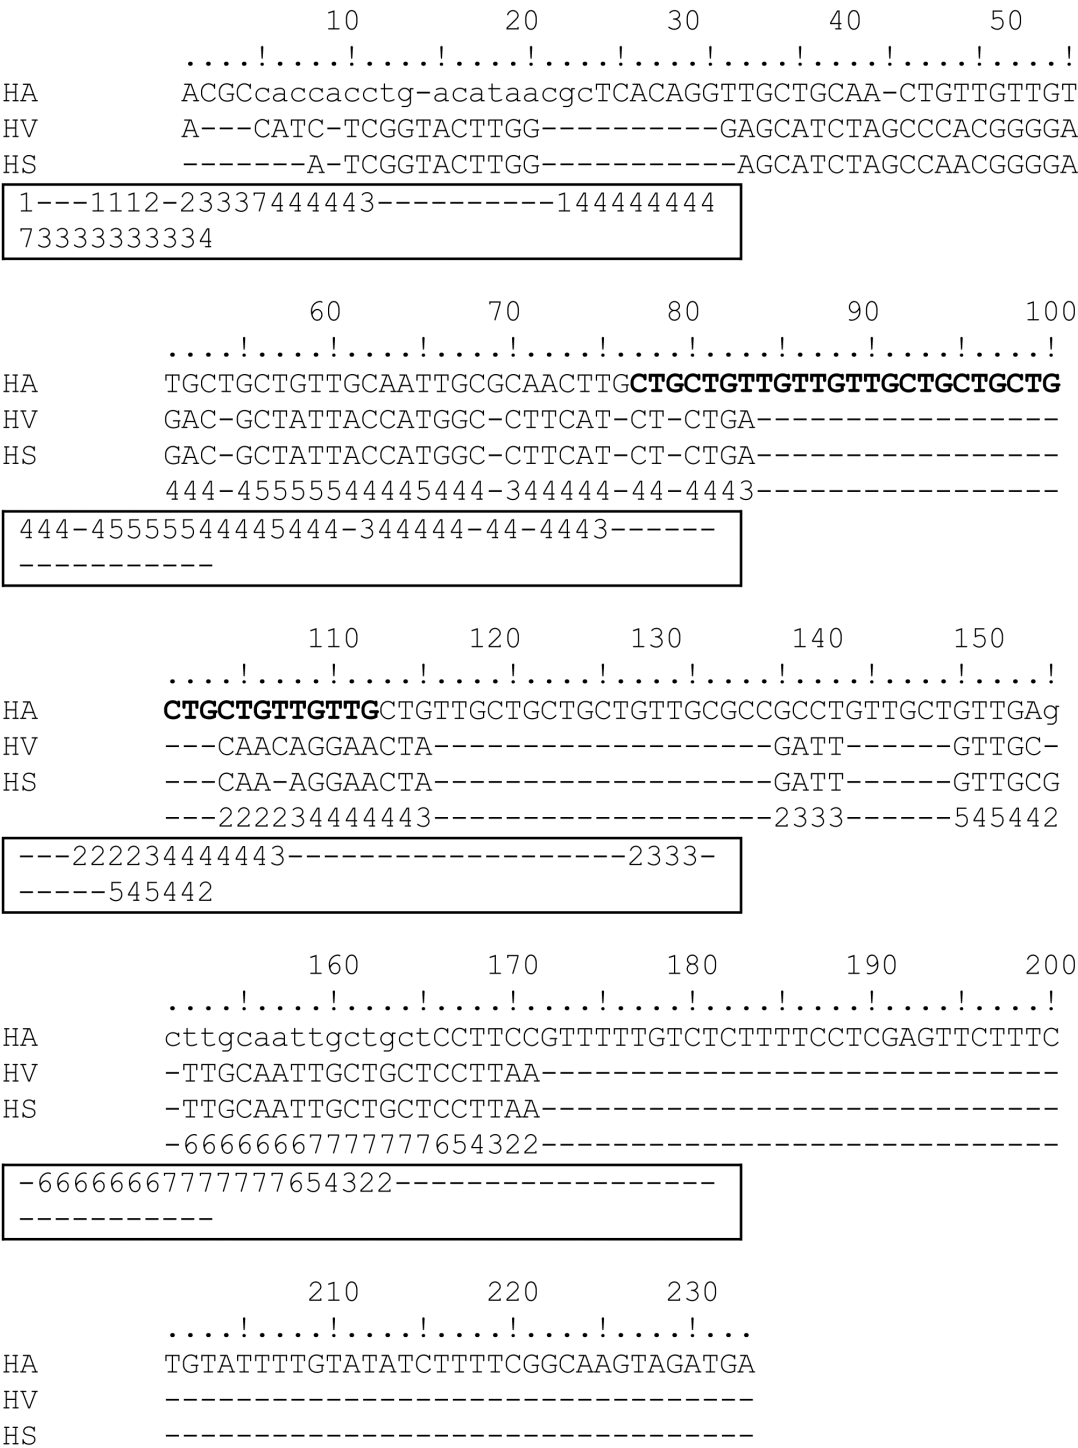 10 20 30 40 50
....!....!....!....!....!....!....!....!....!....!
HA ACGCcaccacctg-acataacgcTCACAGGTTGCTGCAA-CTGTTGTTGT
HV A---CATC-TCGGTACTTGG----------GAGCATCTAGCCCACGGGGA
HS -------A-TCGGTACTTGG-----------AGCATCTAGCCAACGGGGA
1---1112-23337444443----------144444444
73333333334
60 70 80 90 100
....!....!....!....!....!....!....!....!....!....!
HA TGCTGCTGTTGCAATTGCGCAACTTGCTGCTGTTGTTGTTGCTGCTGCTG
HV GAC-GCTATTACCATGGC-CTTCAT-CT-CTGA-----------------
HS GAC-GCTATTACCATGGC-CTTCAT-CT-CTGA-----------------
444-45555544445444-344444-44-4443-----------------
444-45555544445444-344444-44-4443------
-----------
110 120 130 140 150
....!....!....!....!....!....!....!....!....!....!
HA CTGCTGTTGTTGCTGTTGCTGCTGCTGTTGCGCCGCCTGTTGCTGTTGAg
HV ---CAACAGGAACTA-------------------GATT------GTTGC-
HS ---CAA-AGGAACTA-------------------GATT------GTTGCG
---222234444443-------------------2333------545442
---222234444443-------------------2333-
-----545442
160 170 180 190 200
....!....!....!....!....!....!....!....!....!....!
HA cttgcaattgctgctCCTTCCGTTTTTGTCTCTTTTCCTCGAGTTCTTTC
HV -TTGCAATTGCTGCTCCTTAA-----------------------------
HS -TTGCAATTGCTGCTCCTTAA-----------------------------
-66666667777777654322-----------------------------
-66666667777777654322------------------
-----------
210 220 230
....!....!....!....!....!....!...
HA TGTATTTTGTATATCTTTTCGGCAAGTAGATGA
HV ---------------------------------
HS ---------------------------------